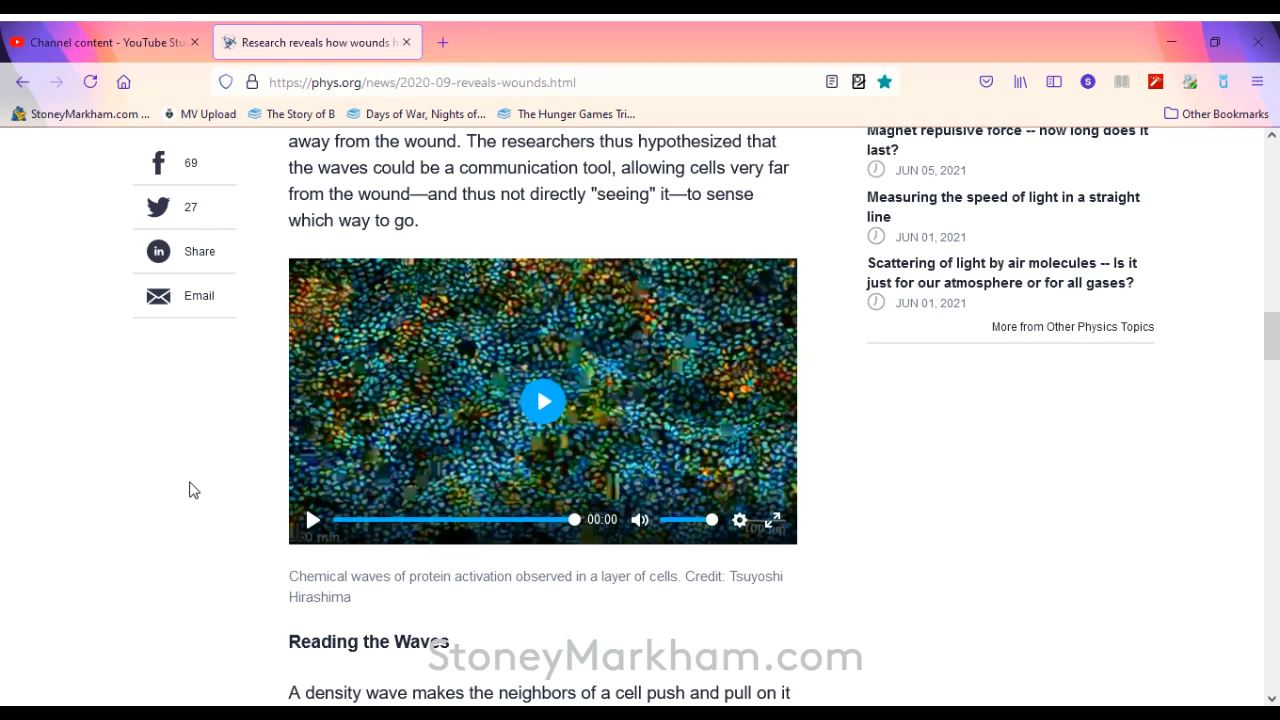 Channel content - YouTube Stu
Research reveals how wounds h
https://phys.org/news/2020-09-reveals-wounds.html
StoneyMarkham.com ...
MV Upload
The Story of B
Days of War, Nights of...
The Hunger Games Tri...
Other Bookmarks
69
27
Share
Email
away from the wound. The researchers thus hypothesized that
the waves could be a communication tool, allowing cells very far
from the wound—and thus not directly "seeing" it—to sense
which way to go.
00:00
0 min
100 μm
Chemical waves of protein activation observed in a layer of cells. Credit: Tsuyoshi
Hirashima
Reading the Waves
A density wave makes the neighbors of a cell push and pull on it
Magnet repulsive force -- how long does it
last?
JUN 05, 2021
Measuring the speed of light in a straight
line
JUN 01, 2021
Scattering of light by air molecules -- Is it
just for our atmosphere or for all gases?
JUN 01, 2021
More from Other Physics Topics
StoneyMarkham.com